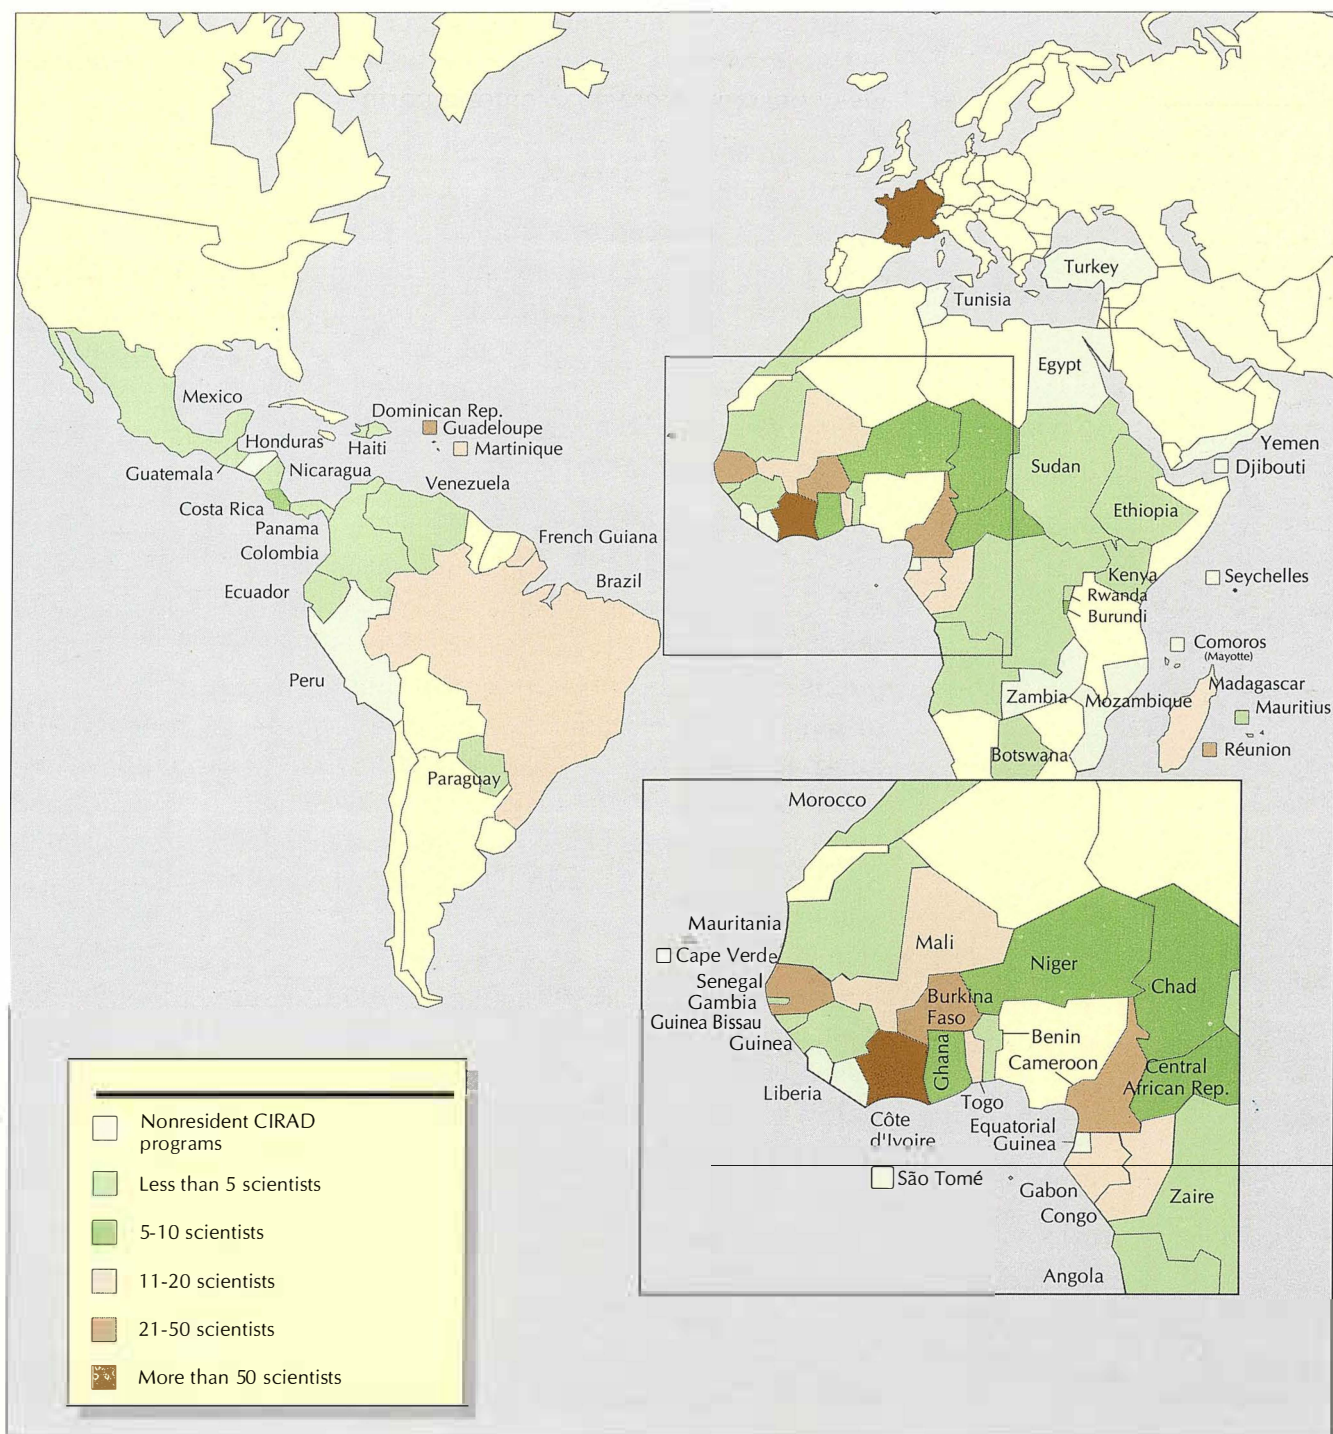 Turkey
Tunisia
Egypt
Mexico
Dominican Rep.
Guadeloupe
Honduras
Haiti
Martinique
Guatemala
Nicaragua
Venezuela
Costa Rica
Panama
Colombia
French Guiana
Ecuador
Brazil
Peru
Paraguay
Yemen
Djibouti
Sudan
Ethiopia
Kenya
Seychelles
Rwanda
Burundi
Comoros
(Mayotte)
Zambia
Mozambique
Madagascar
Mauritius
Botswana
Réunion
Morocco
Mauritania
Mali
Cape Verde
Niger
Senegal
Chad
Gambia
Burkina
Faso
Guinea Bissau
Guinea
Ghana
Benin
Cameroon
Central
African Rep.
Liberia
Togo
Côte
d'Ivoire
Equatorial
Guinea
São Tomé
Gabon
Zaire
Congo
Angola
Nonresident CIRAD
programs
Less than 5 scientists
5-10 scientists
11-20 scientists
21-50 scientists
More than 50 scientists